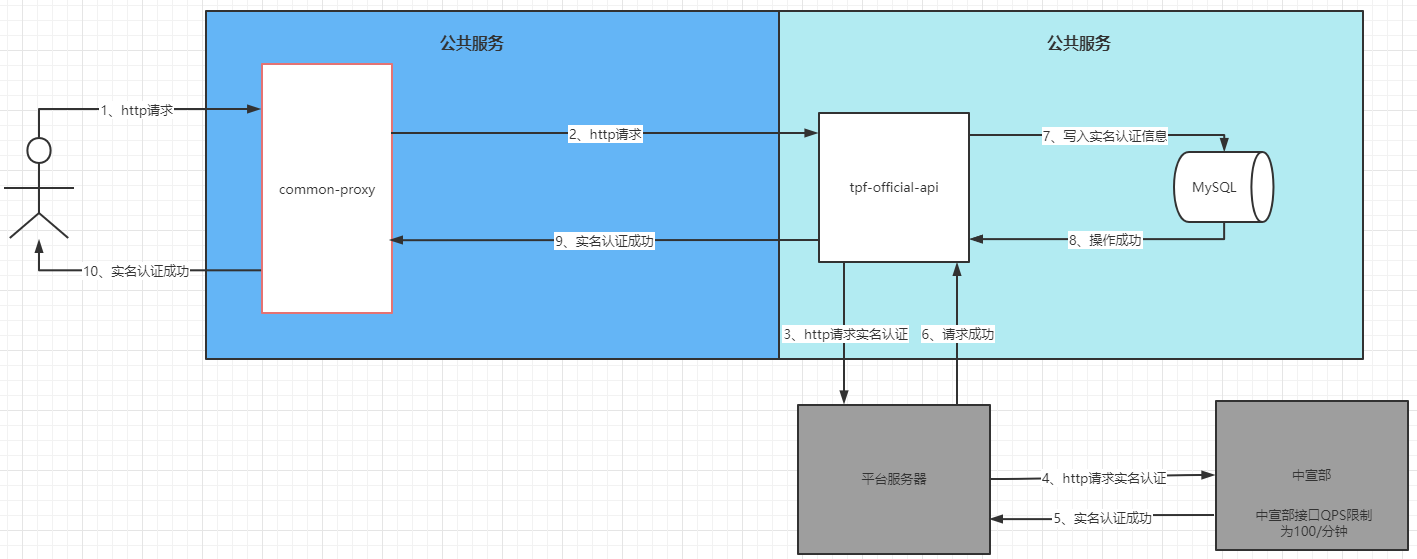 公共服务
公共服务
1、http请求
2、http请求
7、写入实名认证信息
common-proxy
tpf-official-api
MySQL
9、实名认证成功
8、操作成功
10、实名认证成功
3、http请求实名认证
6、请求成功
平台服务器
4、http请求实名认证
中宣部
5、实名认证成功
中宣部接口QPS限制
为100/分钟